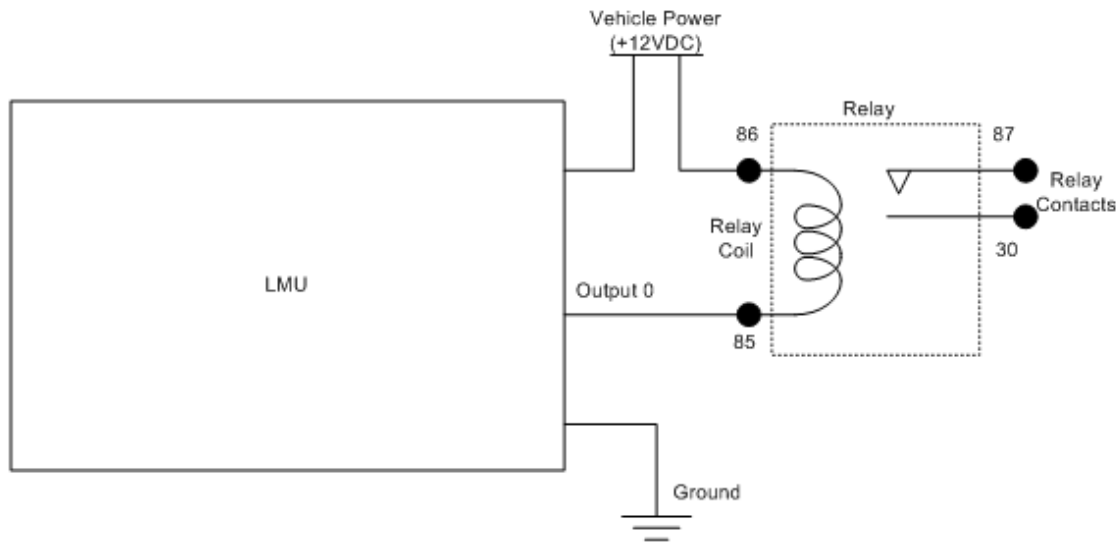 Vehicle Power
(+12VDC)
Relay
86
87
Relay
Contacts
Relay
Coil
30
LMU
Output 0
85
Ground